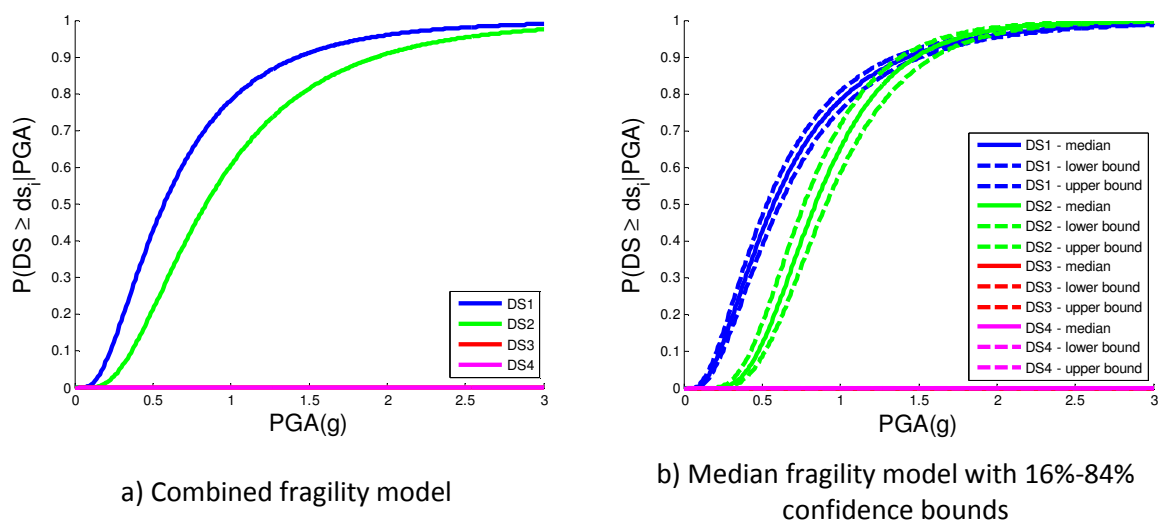 1
0.9
0.8
0.7
0.6
0.5
0.4
0.3
0.2
0.1
0
P(DS ≥ ds_i|PGA)
0 0.5 1 1.5 2 2.5 3
PGA(g)
DS1
DS2
DS3
DS4
a) Combined fragility model
1
0.9
0.8
0.7
0.6
0.5
0.4
0.3
0.2
0.1
0
P(DS ≥ ds_i|PGA)
0 0.5 1 1.5 2 2.5 3
PGA(g)
DS1 - median
DS1 - lower bound
DS1 - upper bound
DS2 - median
DS2 - lower bound
DS2 - upper bound
DS3 - median
DS3 - lower bound
DS3 - upper bound
DS4 - median
DS4 - lower bound
DS4 - upper bound
b) Median fragility model with 16%-84%
confidence bounds